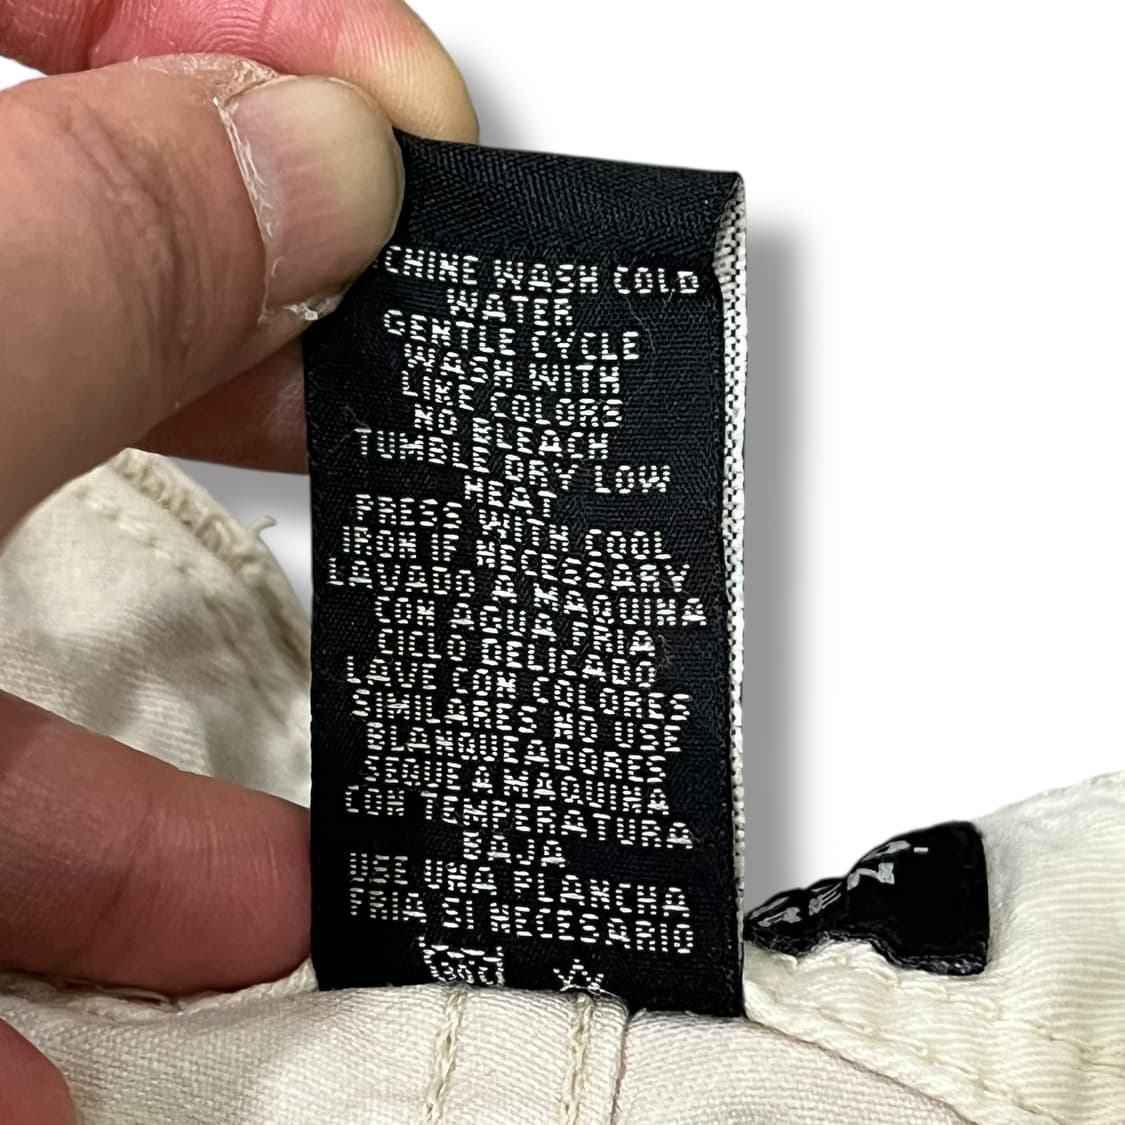 CHINE WASH COLD
WATER
GENTLE CYCLE
WASH WITH
LIKE COLORS
NO BLEACH
TUMBLE DRY LOW
HEAT
PRESS WITH COOL
IRON IF NECESSARY
LAVADO A MAQUINA
CON AGUA FRIA
CICLO DELICADO
LAVE CON COLORES
SIMILARES NO USE
BLANQUEADORES
SEQUE A MAQUINA
CON TEMPERATURA
BAJA
USE UNA PLANCHA
FRIA SI NECESARIO